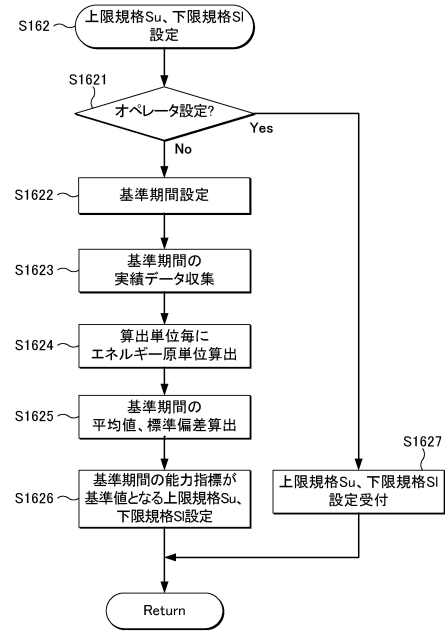 S162
上限規格Su、下限規格Sl
設定
S1621
オペレータ設定?
Yes
No
S1622
基準期間設定
S1623
基準期間の
実績データ収集
S1624
算出単位毎に
エネルギー原単位算出
S1625
基準期間の
平均値、標準偏差算出
S1626
基準期間の能力指標が
基準値となる上限規格Su、
下限規格Sl設定
S1627
上限規格Su、下限規格Sl
設定受付
Return